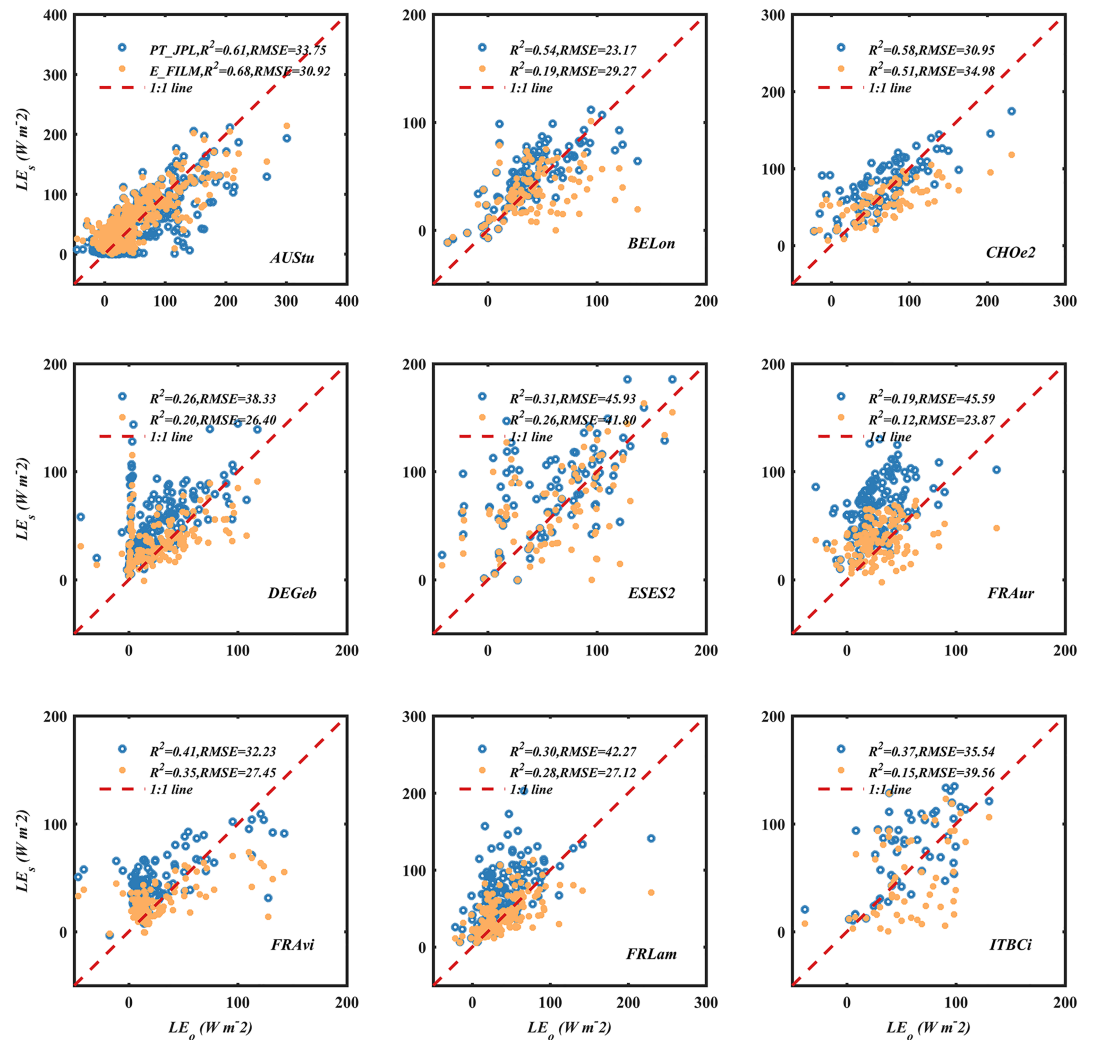 400
300
200
100
0
0
100
200
300
400
LEs (W m-2)
PT_JPL,R2=0.61,RMSE=33.75
E_FILM,R2=0.68,RMSE=30.92
1:1 line
AUStu
200
100
0
0
100
200
R2=0.54,RMSE=23.17
R2=0.19,RMSE=29.27
1:1 line
BELon
300
200
100
0
0
100
200
300
R2=0.58,RMSE=30.95
R2=0.51,RMSE=34.98
1:1 line
CHOe2
200
100
0
0
100
200
LEs (W m-2)
R2=0.26,RMSE=38.33
R2=0.20,RMSE=26.40
1:1 line
DEGeb
200
100
0
0
100
200
R2=0.31,RMSE=45.93
R2=0.26,RMSE=41.80
1:1 line
ESES2
200
100
0
0
100
200
R2=0.19,RMSE=45.59
R2=0.12,RMSE=23.87
1:1 line
FRAur
200
100
0
0
100
200
LEs (W m-2)
LEo (W m-2)
R2=0.41,RMSE=32.23
R2=0.35,RMSE=27.45
1:1 line
FRAvi
300
200
100
0
0
100
200
300
LEo (W m-2)
R2=0.30,RMSE=42.27
R2=0.28,RMSE=27.12
1:1 line
FRLam
200
100
0
0
100
200
LEo (W m-2)
R2=0.37,RMSE=35.54
R2=0.15,RMSE=39.56
1:1 line
ITBCi